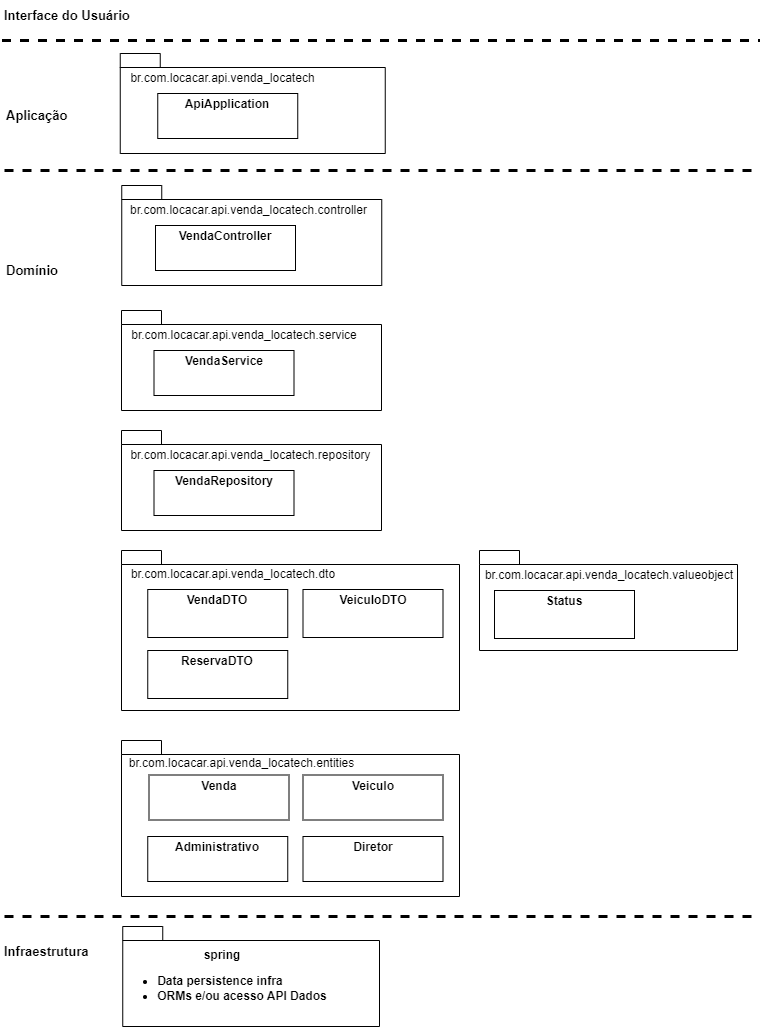 Interface do Usuário
br.com.locacar.api.venda_locatech
ApiApplication
Aplicação
br.com.locacar.api.venda_locatech.controller
VendaController
Domínio
br.com.locacar.api.venda_locatech.service
VendaService
br.com.locacar.api.venda_locatech.repository
VendaRepository
br.com.locacar.api.venda_locatech.dto
VendaDTO
VeiculoDTO
ReservaDTO
br.com.locacar.api.venda_locatech.valueobject
Status
br.com.locacar.api.venda_locatech.entities
Venda
Veiculo
Administrativo
Diretor
Infraestrutura
spring
• Data persistence infra
• ORMs e/ou acesso API Dados